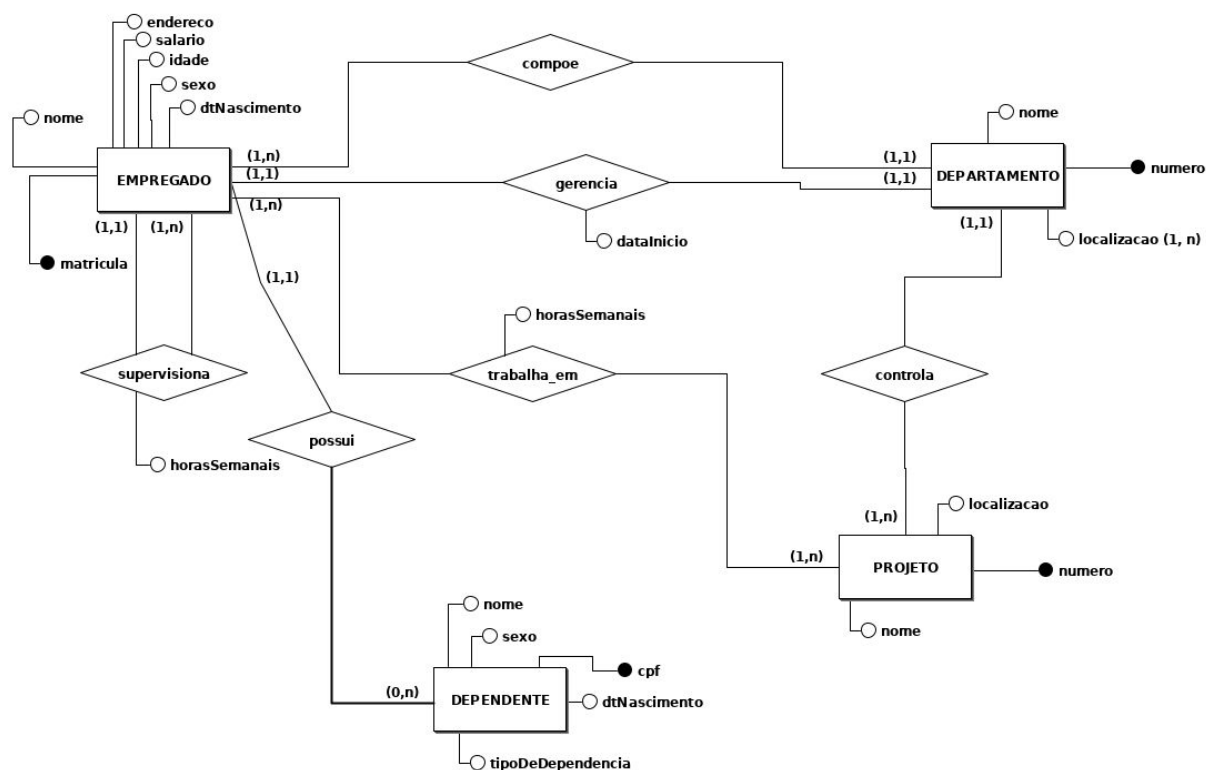 endereco
salario
idade
sexo
dtNascimento
nome
EMPREGADO
matricula
(1,n)
(1,1)
(1,n)
(1,1)
(1,n)
(1,1)
compoe
gerencia
dataInicio
(1,1)
(1,1)
(1,1)
nome
DEPARTAMENTO
numero
localizacao (1, n)
supervisiona
horasSemanais
possui
horasSemanais
trabalha_em
controla
(1,n)
(1,n)
localizacao
PROJETO
numero
nome
nome
sexo
cpf
(0,n)
DEPENDENTE
dtNascimento
tipoDeDependencia